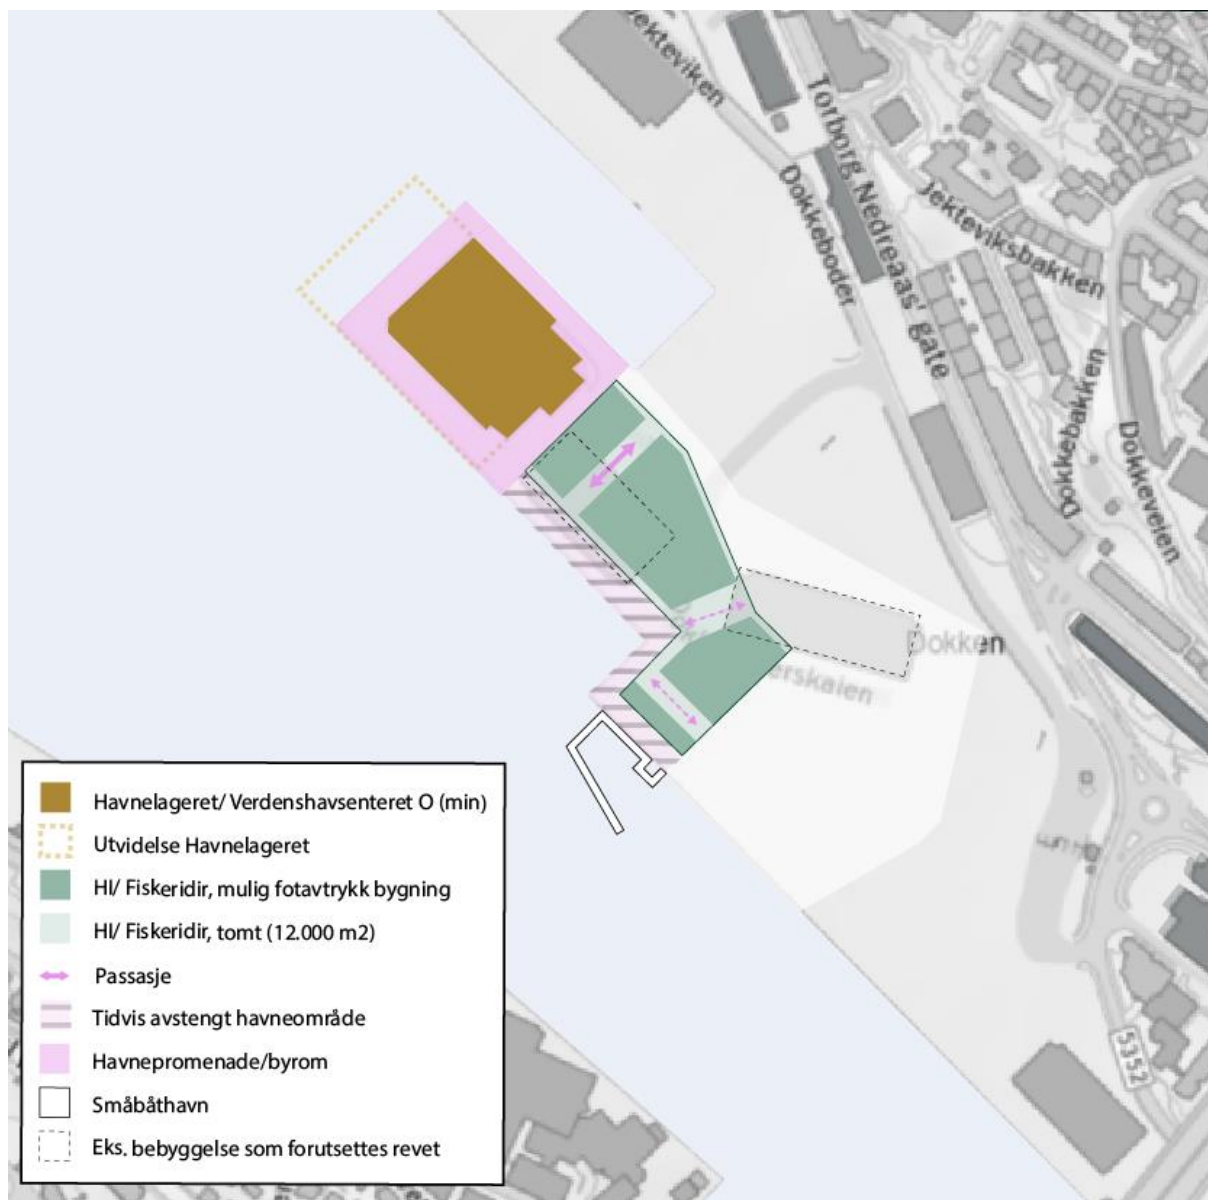 Jekteviken
Torborg Nedreaas' gate
Dokkeboder
Jekteviksbakken
Dokkebakken
Dokkeveien
Dokken
erskaien
5352
Havnelageret/ Verdenshavsenteret O (min)
Utvidelse Havnelageret
HI/ Fiskeridir, mulig fotavtrykk bygning
HI/ Fiskeridir, tomt (12.000 m2)
Passasje
Tidvis avstengt havneområde
Havnepromenade/byrom
Småbåthavn
Eks. bebyggelse som forutsettes revet